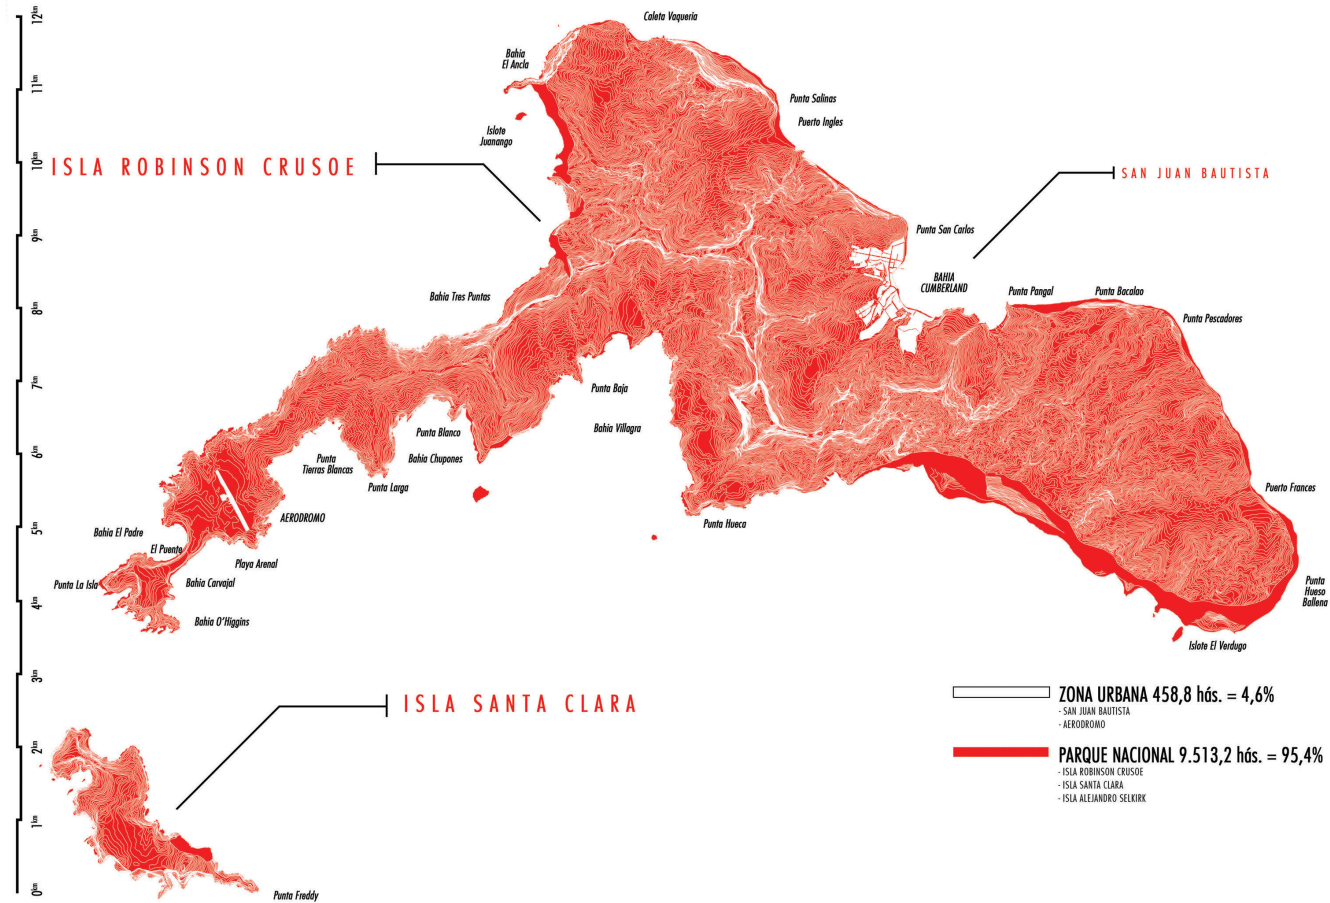 12km
11km
10km
9km
8km
7km
6km
5km
4km
3km
2km
1km
0km
Caleta Vaqueria
Bahia
El Ancla
Islote
Juanango
Punta Salinas
Puerto Ingles
ISLA ROBINSON CRUSOE
SAN JUAN BAUTISTA
Punta San Carlos
BAHIA
CUMBERLAND
Punta Pangal
Punta Bacalao
Punta Pescadores
Bahia Tres Puntas
Punta Baja
Bahia Villagra
Punta Blanco
Bahia Chupones
Punta
Tierras Blancas
Punta Larga
AERODROMO
Punta Hueca
Puerto Frances
Bahia El Padre
El Puente
Playa Arenal
Punta La Isla
Bahia Carvajal
Bahia O'Higgins
Punta
Hueso
Ballena
Islote El Verdugo
ISLA SANTA CLARA
Punta Freddy
ZONA URBANA 458,8 hás. = 4,6%
- SAN JUAN BAUTISTA
- AERODROMO
PARQUE NACIONAL 9.513,2 hás. = 95,4%
- ISLA ROBINSON CRUSOE
- ISLA SANTA CLARA
- ISLA ALEJANDRO SELKIRK